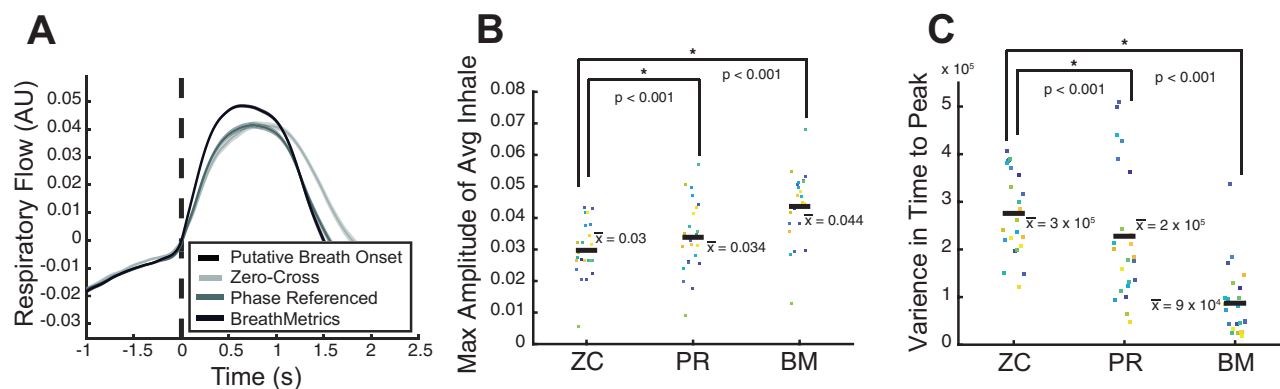 A
Respiratory Flow (AU)
0.05
0.04
0.03
0.02
0.01
0
-0.01
-0.02
-0.03
-1
0
0.5
1
1.5
2
2.5
Time (s)
Putative Breath Onset
Zero-Cross
Phase Referenced
BreathMetrics
B
Max Amplitude of Avg Inhale
0.08
0.07
0.06
0.05
0.04
0.03
0.02
0.01
0
*
p < 0.001
*
p < 0.001
x̅ = 0.03
x̅ = 0.034
x̅ = 0.044
ZC
PR
BM
C
Varience in Time to Peak
x 10⁵
5
4
3
2
1
0
*
p < 0.001
*
p < 0.001
x̅ = 3 x 10⁵
x̅ = 2 x 10⁵
x̅ = 9 x 10⁴
ZC
PR
BM